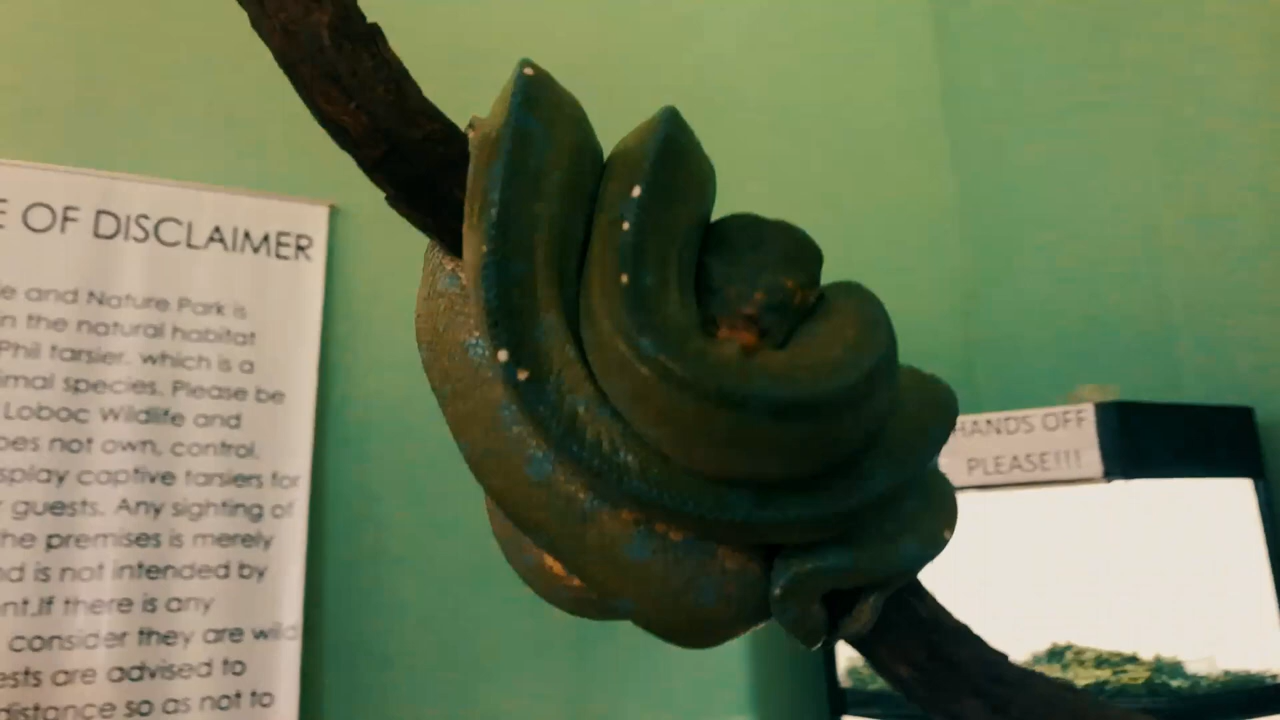 E OF DISCLAIMER
e and Nature Park is
n the natural habitat
Phil tarsier, which is a
imal species. Please be
Loboc Wildlife and
oes not own, control,
splay captive tarsiers for
guests. Any sighting of
he premises is merely
nd is not intended by
nt.If there is any
consider they are wild
ests are advised to
distance so as not to
HANDS OFF
PLEASE!!!